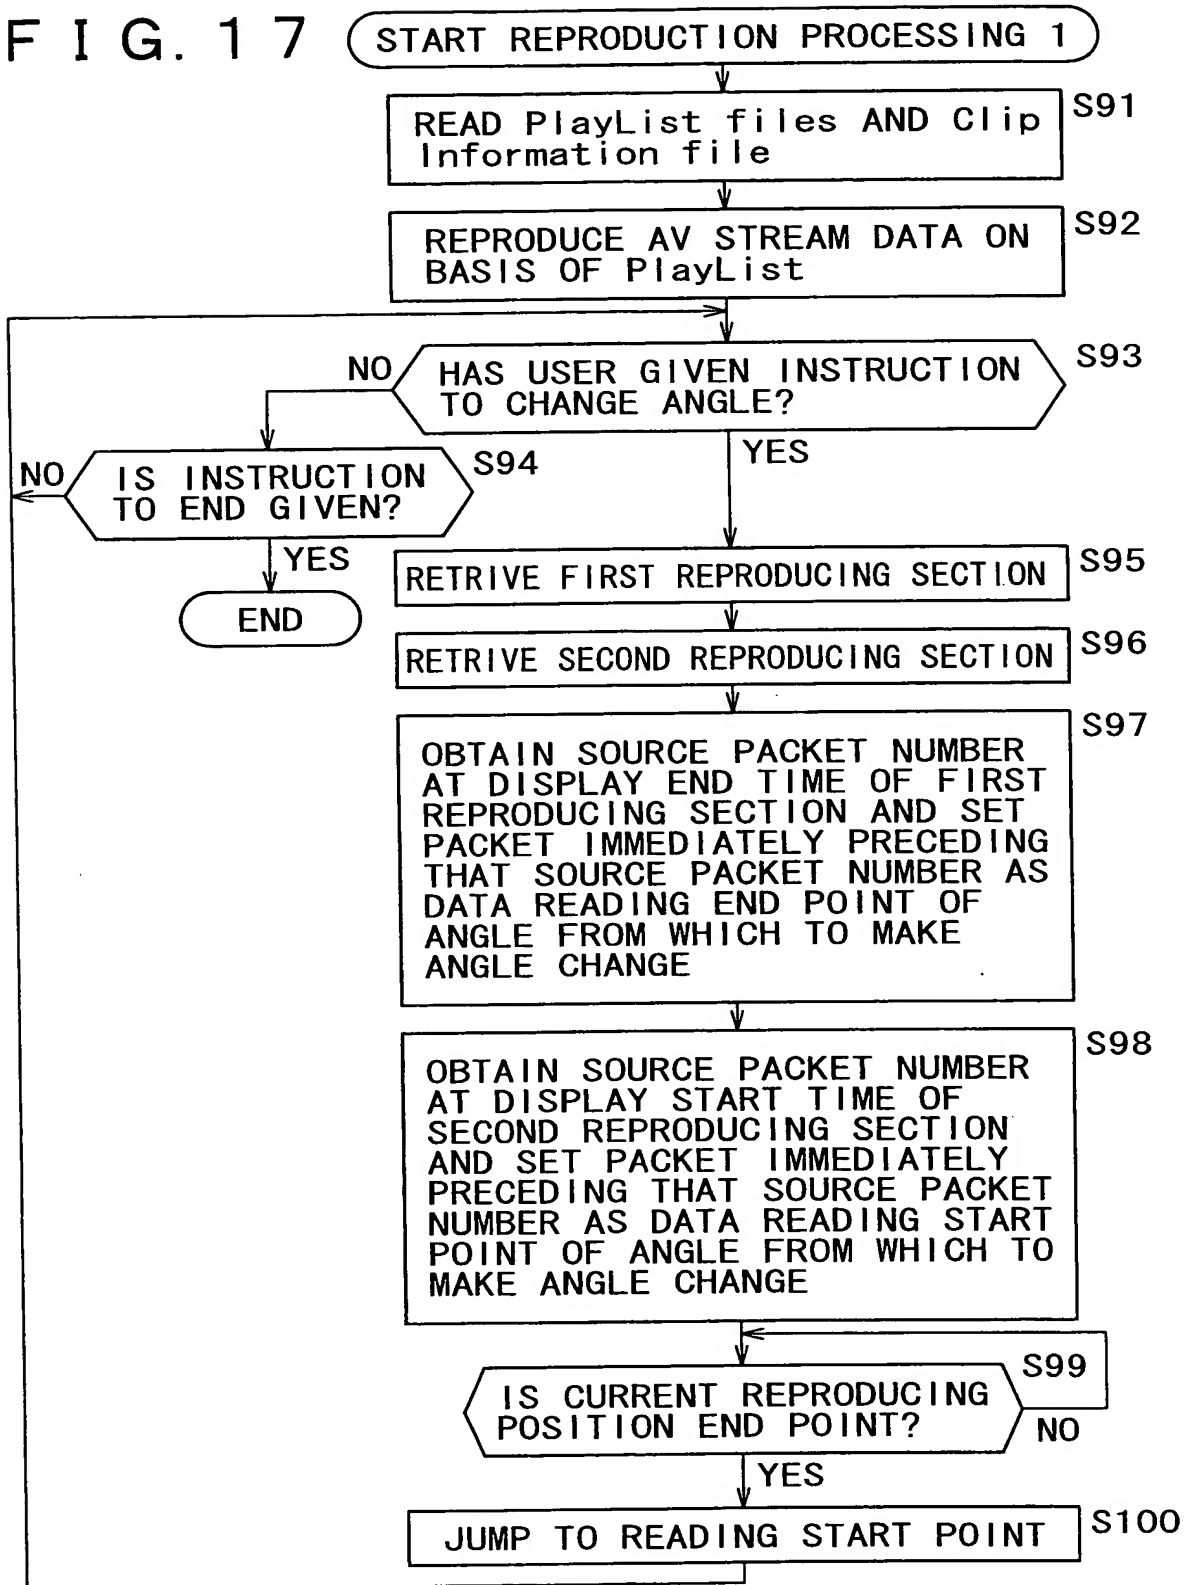 FIG. 17
START REPRODUCTION PROCESSING 1
S91
READ PlayList files AND Clip
Information file
S92
REPRODUCE AV STREAM DATA ON
BASIS OF PlayList
S93
NO
HAS USER GIVEN INSTRUCTION
TO CHANGE ANGLE?
YES
S94
NO
IS INSTRUCTION
TO END GIVEN?
YES
END
S95
RETRIVE FIRST REPRODUCING SECTION
S96
RETRIVE SECOND REPRODUCING SECTION
S97
OBTAIN SOURCE PACKET NUMBER
AT DISPLAY END TIME OF FIRST
REPRODUCING SECTION AND SET
PACKET IMMEDIATELY PRECEDING
THAT SOURCE PACKET NUMBER AS
DATA READING END POINT OF
ANGLE FROM WHICH TO MAKE
ANGLE CHANGE
S98
OBTAIN SOURCE PACKET NUMBER
AT DISPLAY START TIME OF
SECOND REPRODUCING SECTION
AND SET PACKET IMMEDIATELY
PRECEDING THAT SOURCE PACKET
NUMBER AS DATA READING START
POINT OF ANGLE FROM WHICH TO
MAKE ANGLE CHANGE
S99
IS CURRENT REPRODUCING
POSITION END POINT?
NO
YES
S100
JUMP TO READING START POINT